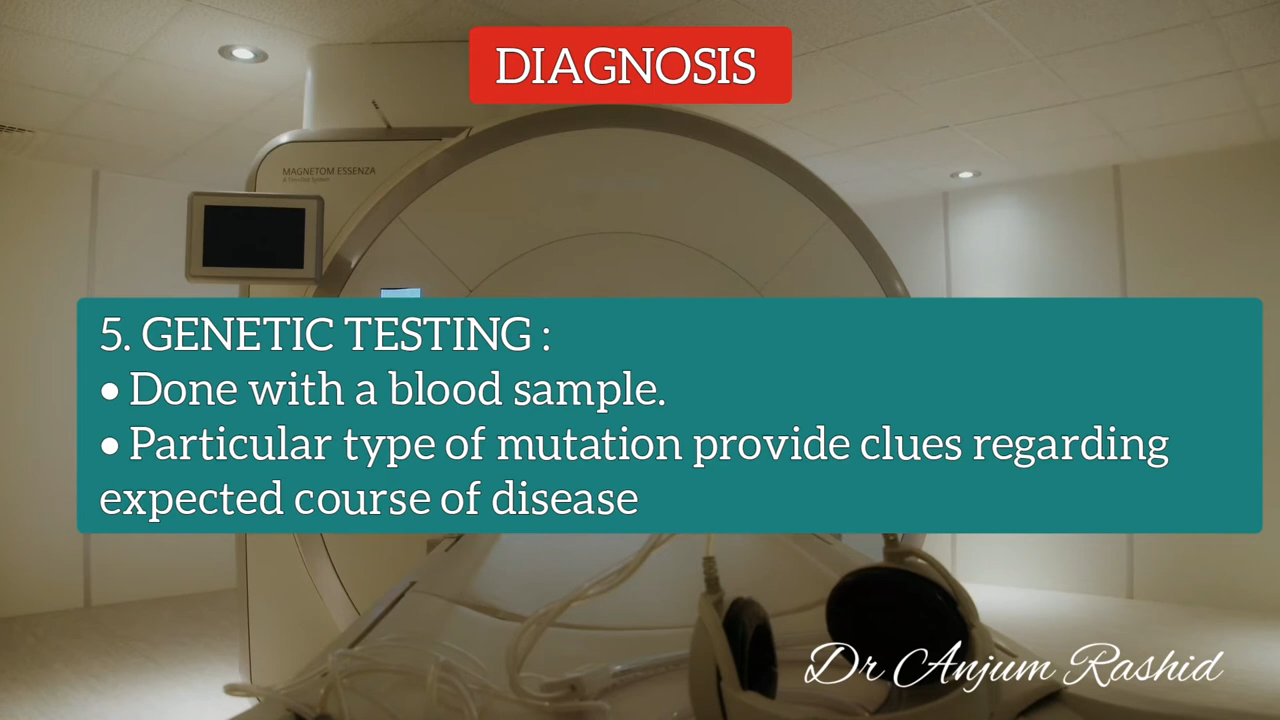 DIAGNOSIS
MAGNETOM ESSENZA
5. GENETIC TESTING :
• Done with a blood sample.
• Particular type of mutation provide clues regarding
expected course of disease
Dr Anjum Rashid